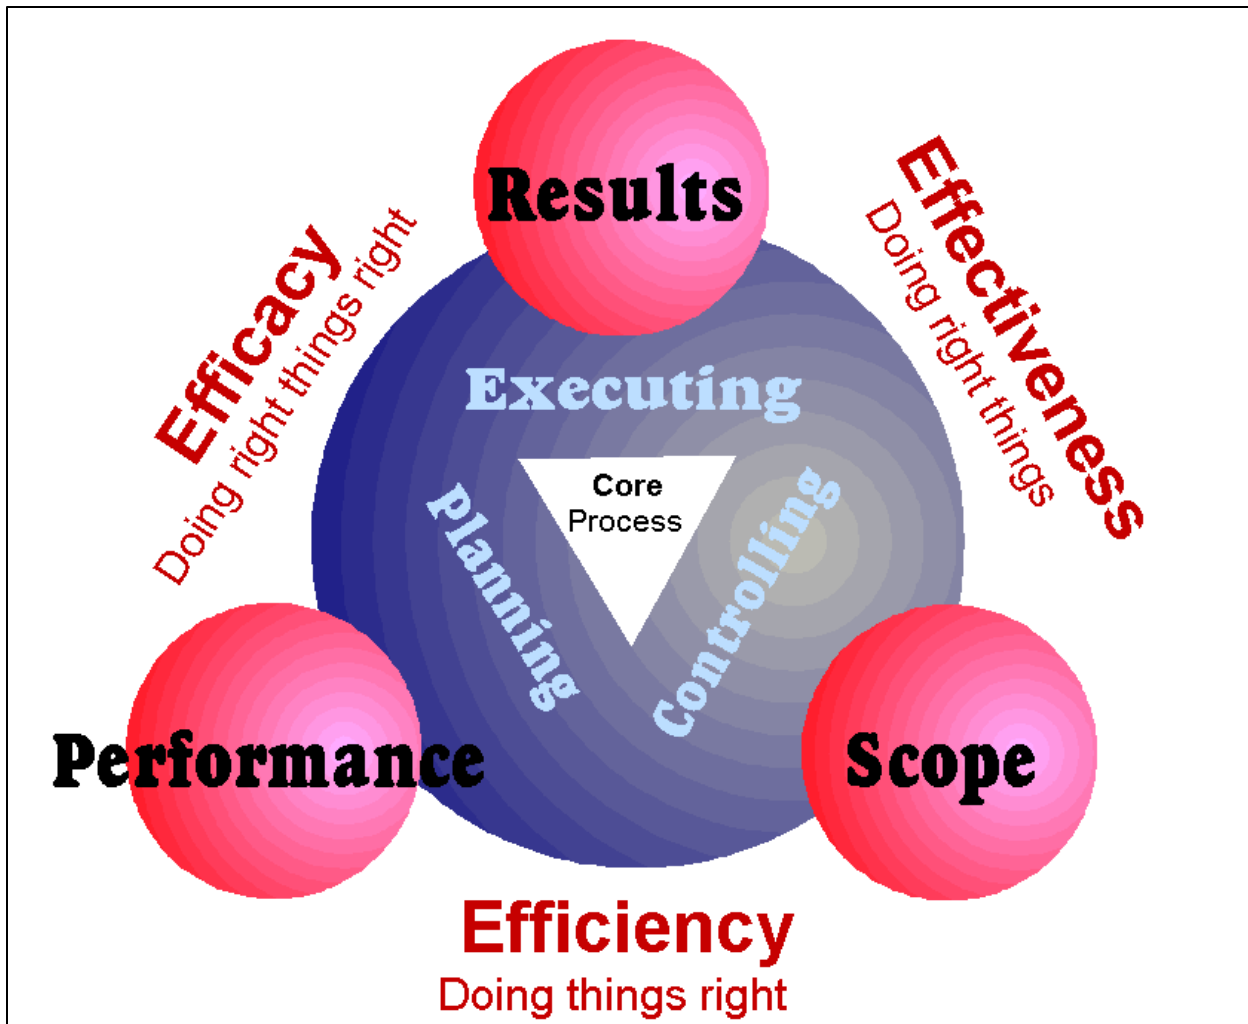 Results
Efficacy
Doing right things right
Effectiveness
Doing right things
Executing
Core
Process
Planning
Controlling
Performance
Scope
Efficiency
Doing things right